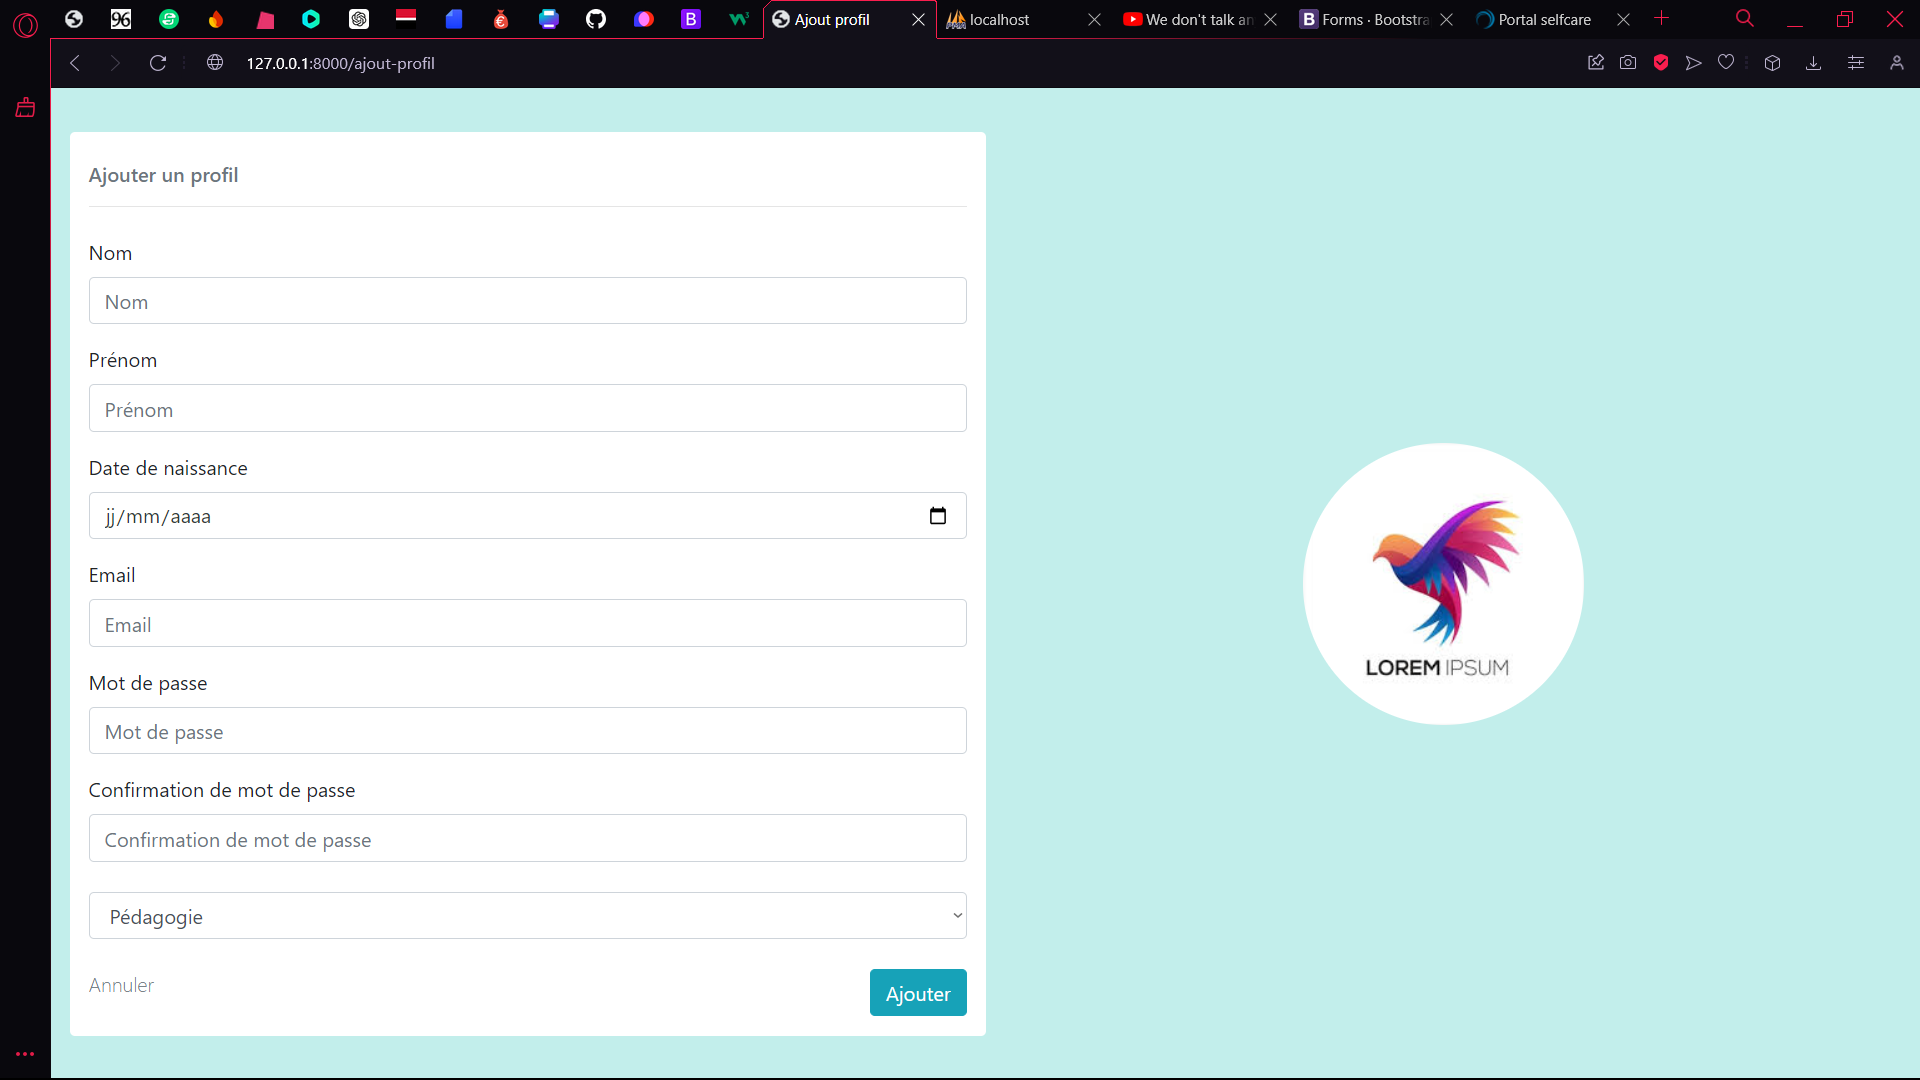 96
Ajout profil
localhost
We don't talk an
Forms · Bootstra
Portal selfcare
127.0.0.1:8000/ajout-profil
Ajouter un profil
Nom
Nom
Prénom
Prénom
Date de naissance
jj/mm/aaaa
Email
Email
Mot de passe
Mot de passe
Confirmation de mot de passe
Confirmation de mot de passe
Pédagogie
Annuler
Ajouter
LOREM IPSUM